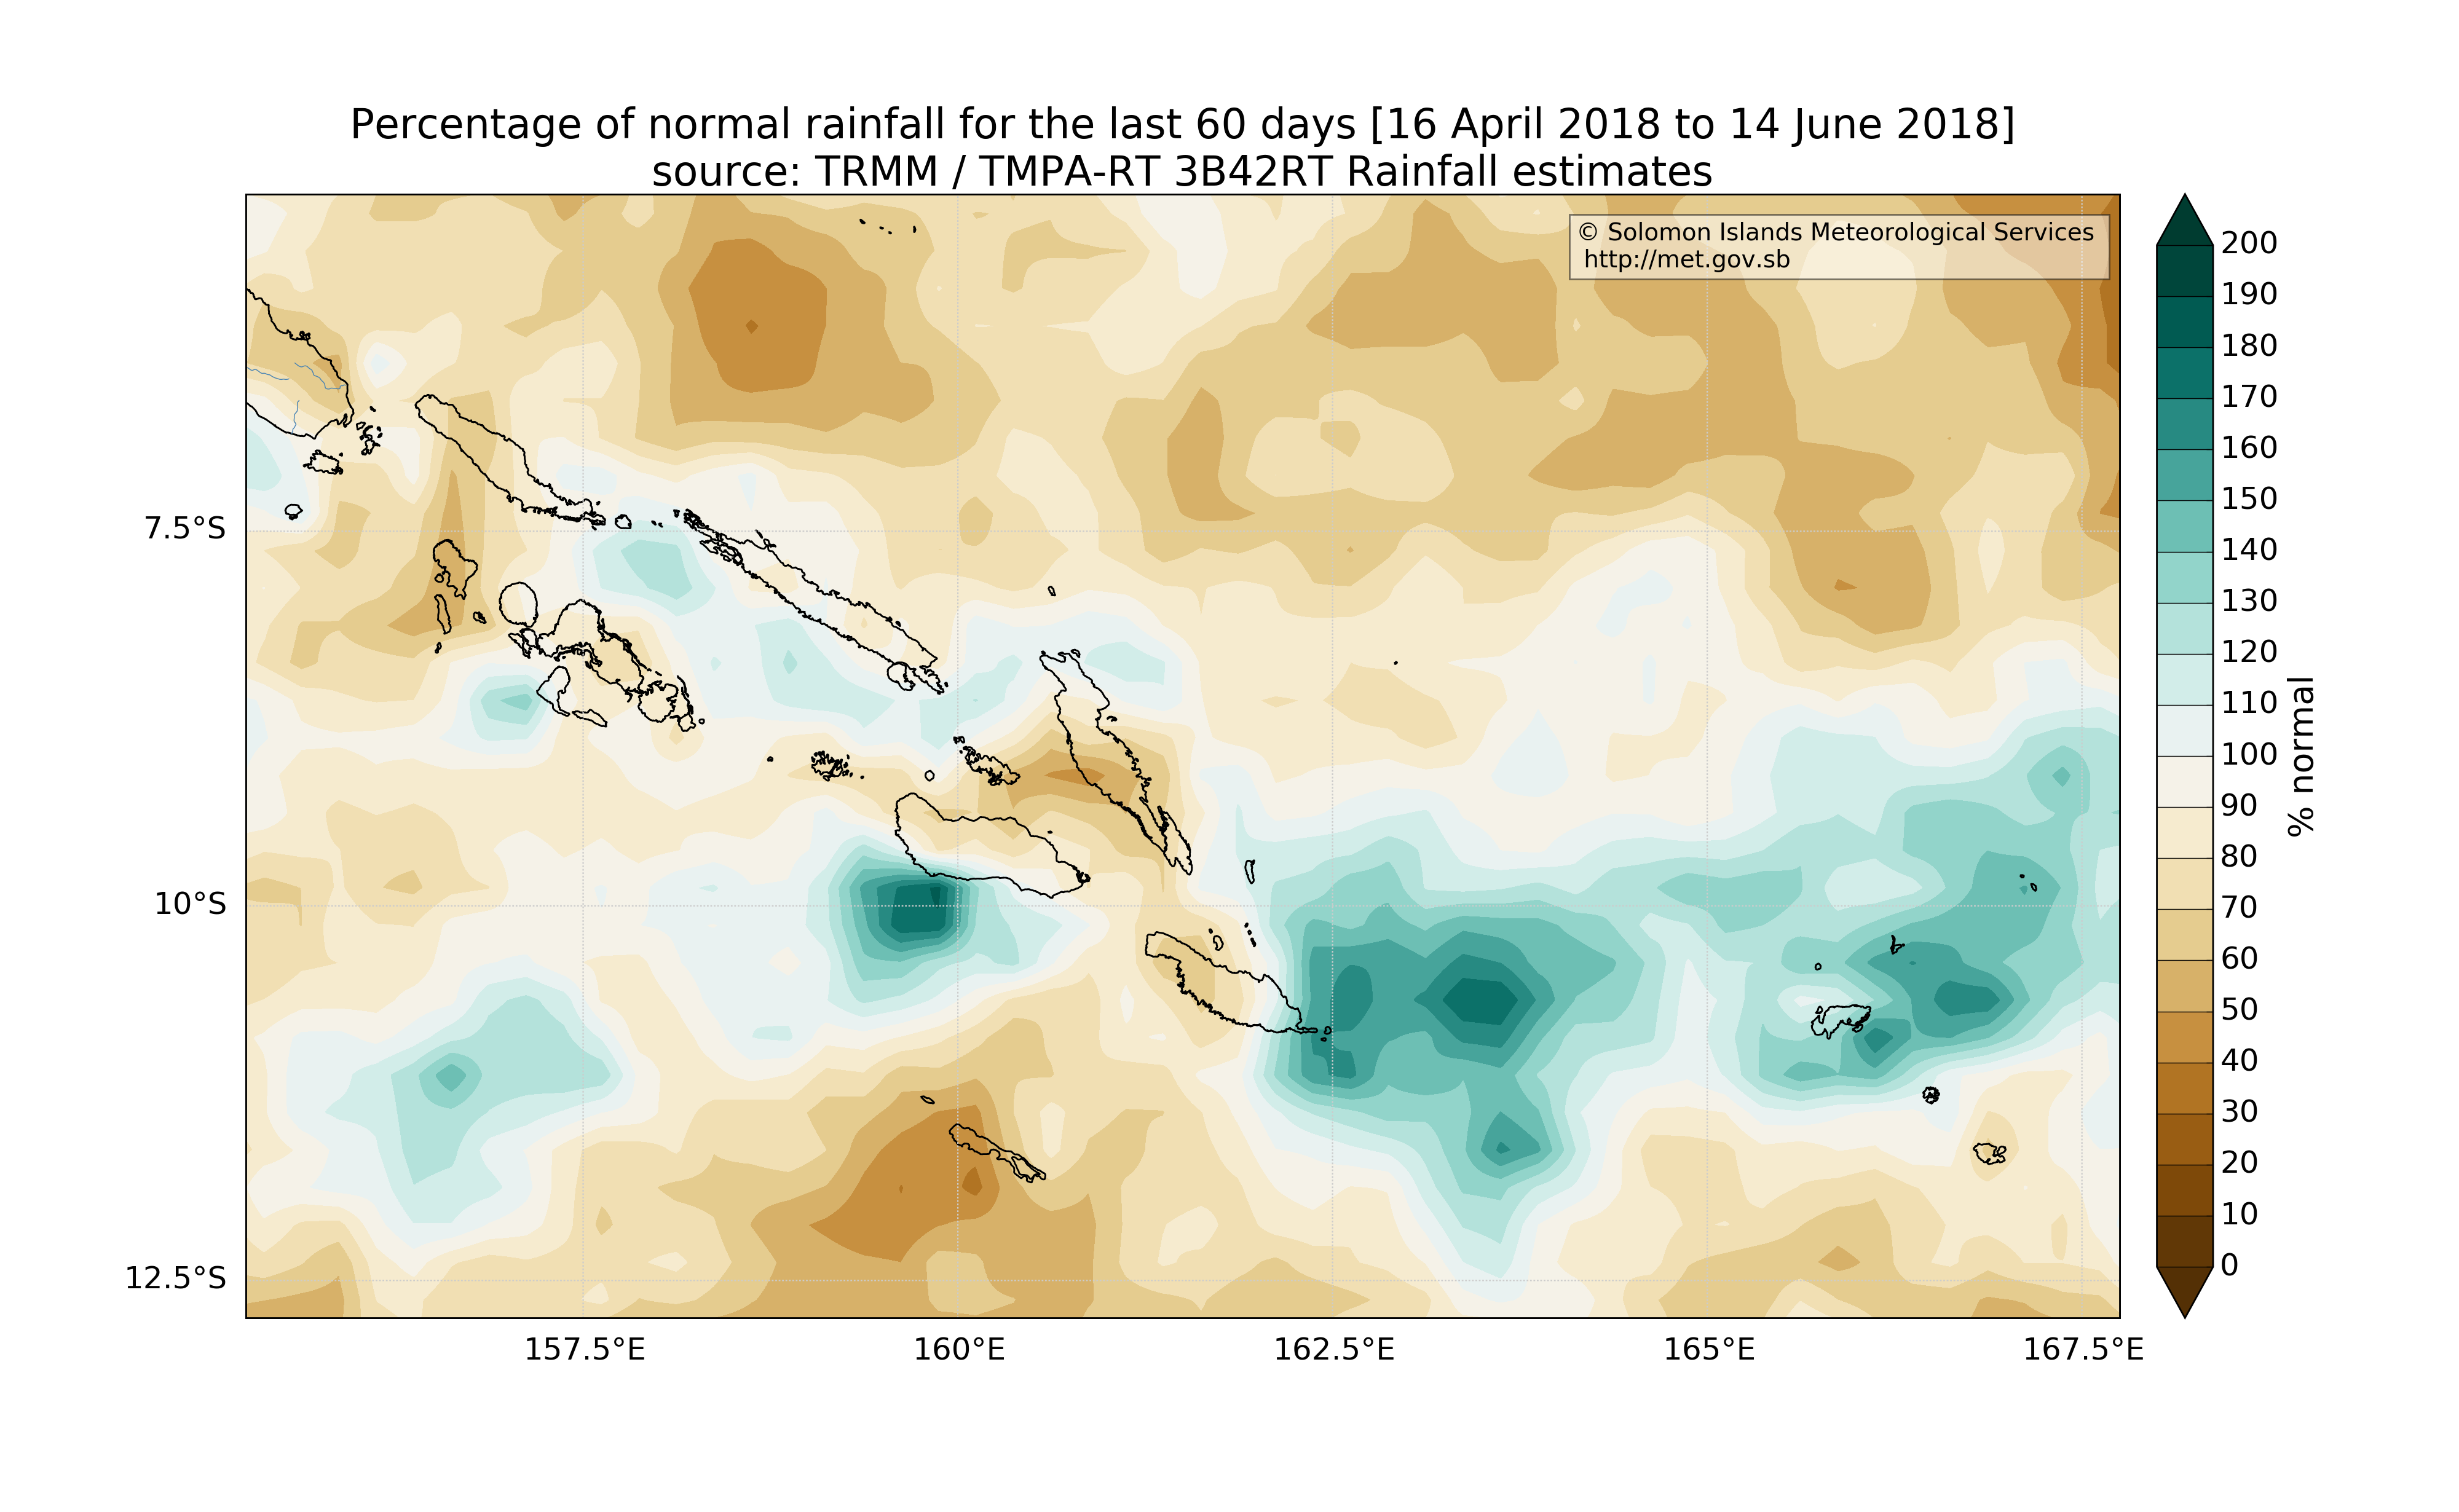 Percentage of normal rainfall for the last 60 days [16 April 2018 to 14 June 2018]
source: TRMM / TMPA-RT 3B42RT Rainfall estimates
© Solomon Islands Meteorological Services
http://met.gov.sb
7.5°S
10°S
12.5°S
157.5°E
160°E
162.5°E
165°E
167.5°E
200
190
180
170
160
150
140
130
120
110
100
90
80
70
60
50
40
30
20
10
0
% normal